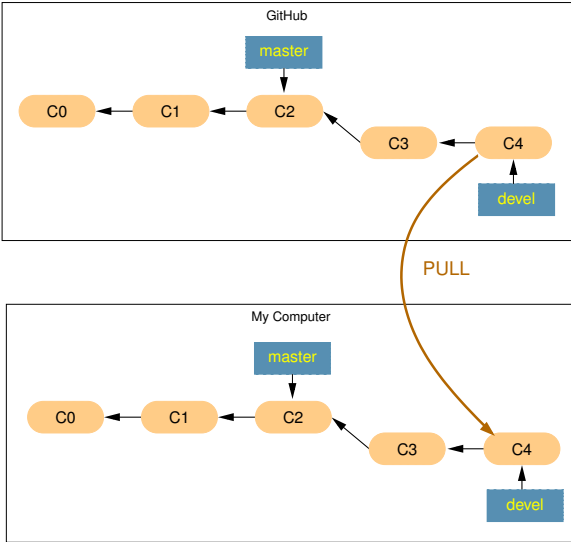 GitHub
master
C0
C1
C2
C3
C4
devel
PULL
My Computer
master
C0
C1
C2
C3
C4
devel